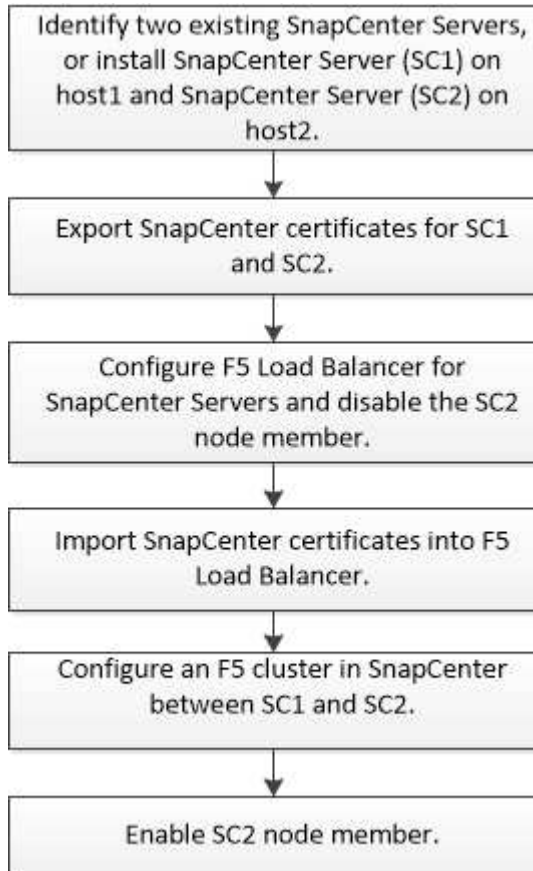 Identify two existing SnapCenter Servers,
or install SnapCenter Server (SC1) on
host1 and SnapCenter Server (SC2) on
host2.
Export SnapCenter certificates for SC1
and SC2.
Configure F5 Load Balancer for
SnapCenter Servers and disable the SC2
node member.
Import SnapCenter certificates into F5
Load Balancer.
Configure an F5 cluster in SnapCenter
between SC1 and SC2.
Enable SC2 node member.